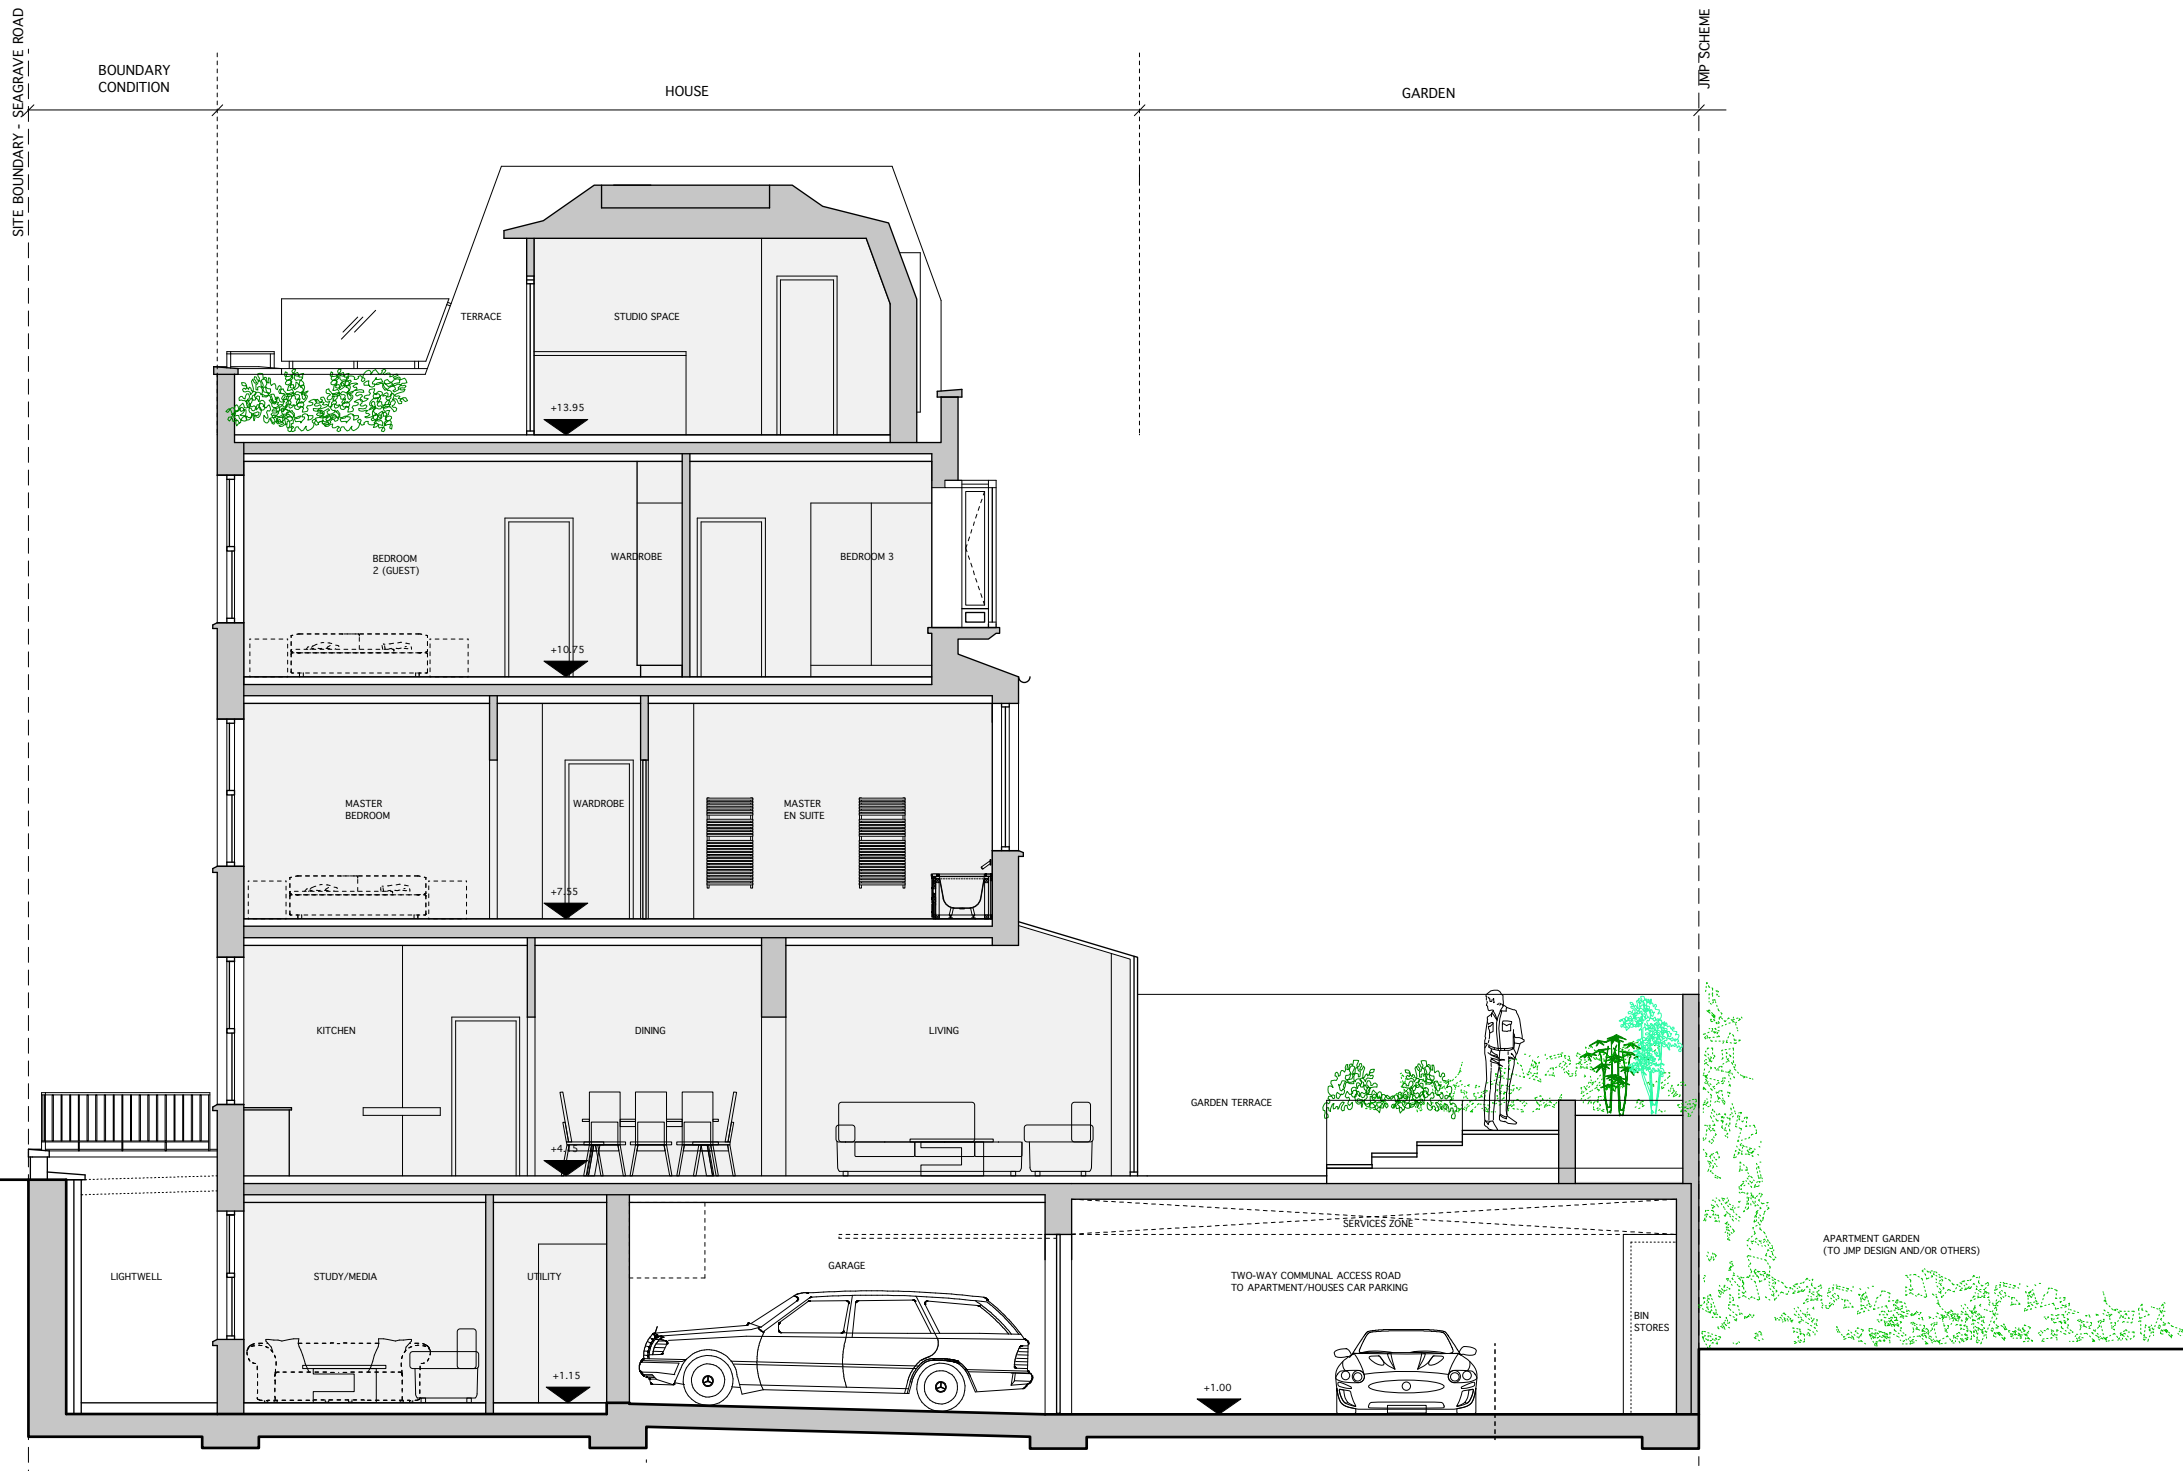 SITE BOUNDARY - SEAGRAVE ROAD
BOUNDARY
CONDITION
HOUSE
GARDEN
JMP SCHEME
TERRACE
STUDIO SPACE
+13.95
BEDROOM
2 (GUEST)
WARDROBE
BEDROOM 3
+10.75
MASTER
BEDROOM
WARDROBE
MASTER
EN SUITE
+7.55
KITCHEN
DINING
LIVING
GARDEN TERRACE
+4.15
SERVICES ZONE
LIGHTWELL
STUDY/MEDIA
UTILITY
GARAGE
TWO-WAY COMMUNAL ACCESS ROAD
TO APARTMENT/HOUSES CAR PARKING
BIN
STORES
APARTMENT GARDEN
(TO JMP DESIGN AND/OR OTHERS)
+1.15
+1.00